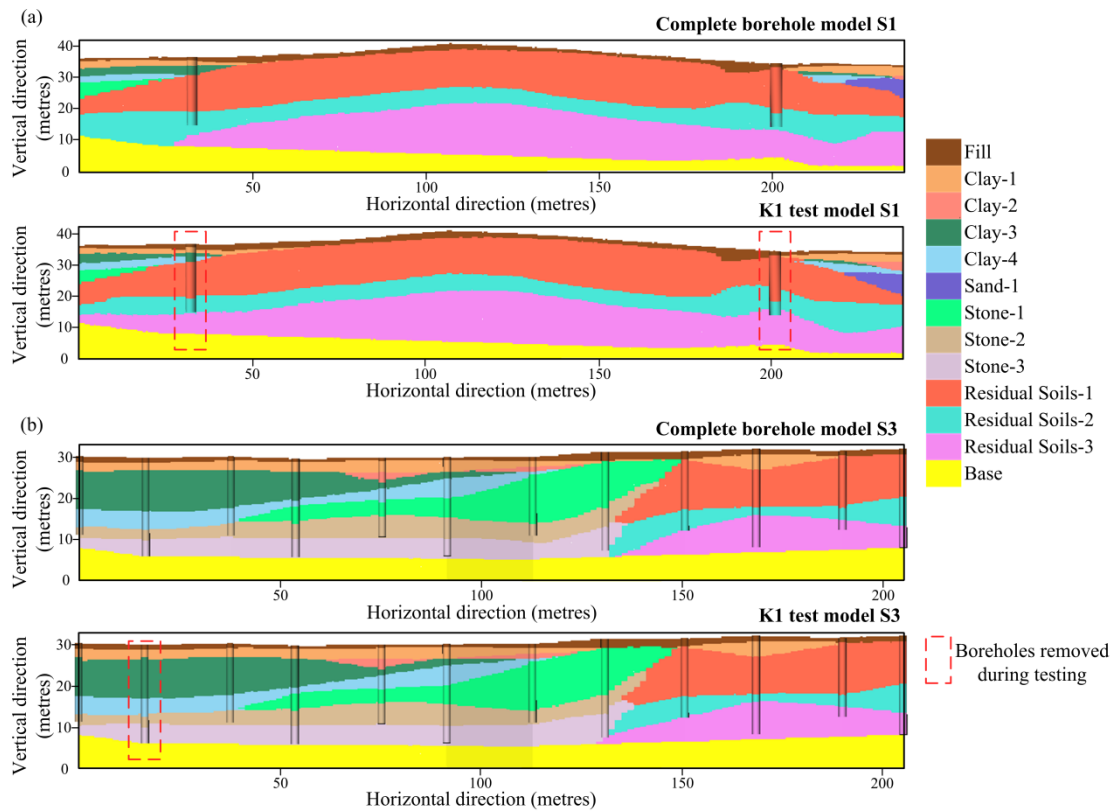 (a)
Complete borehole model S1
Vertical direction
(metres)
40
30
20
10
0
50
100
150
200
Horizontal direction (metres)
K1 test model S1
Vertical direction
(metres)
40
30
20
10
0
50
100
150
200
Horizontal direction (metres)
Fill
Clay-1
Clay-2
Clay-3
Clay-4
Sand-1
Stone-1
Stone-2
Stone-3
Residual Soils-1
Residual Soils-2
Residual Soils-3
Base
(b)
Complete borehole model S3
Vertical direction
(metres)
30
20
10
0
50
100
150
200
Horizontal direction (metres)
K1 test model S3
Vertical direction
(metres)
30
20
10
0
50
100
150
200
Horizontal direction (metres)
Boreholes removed
during testing